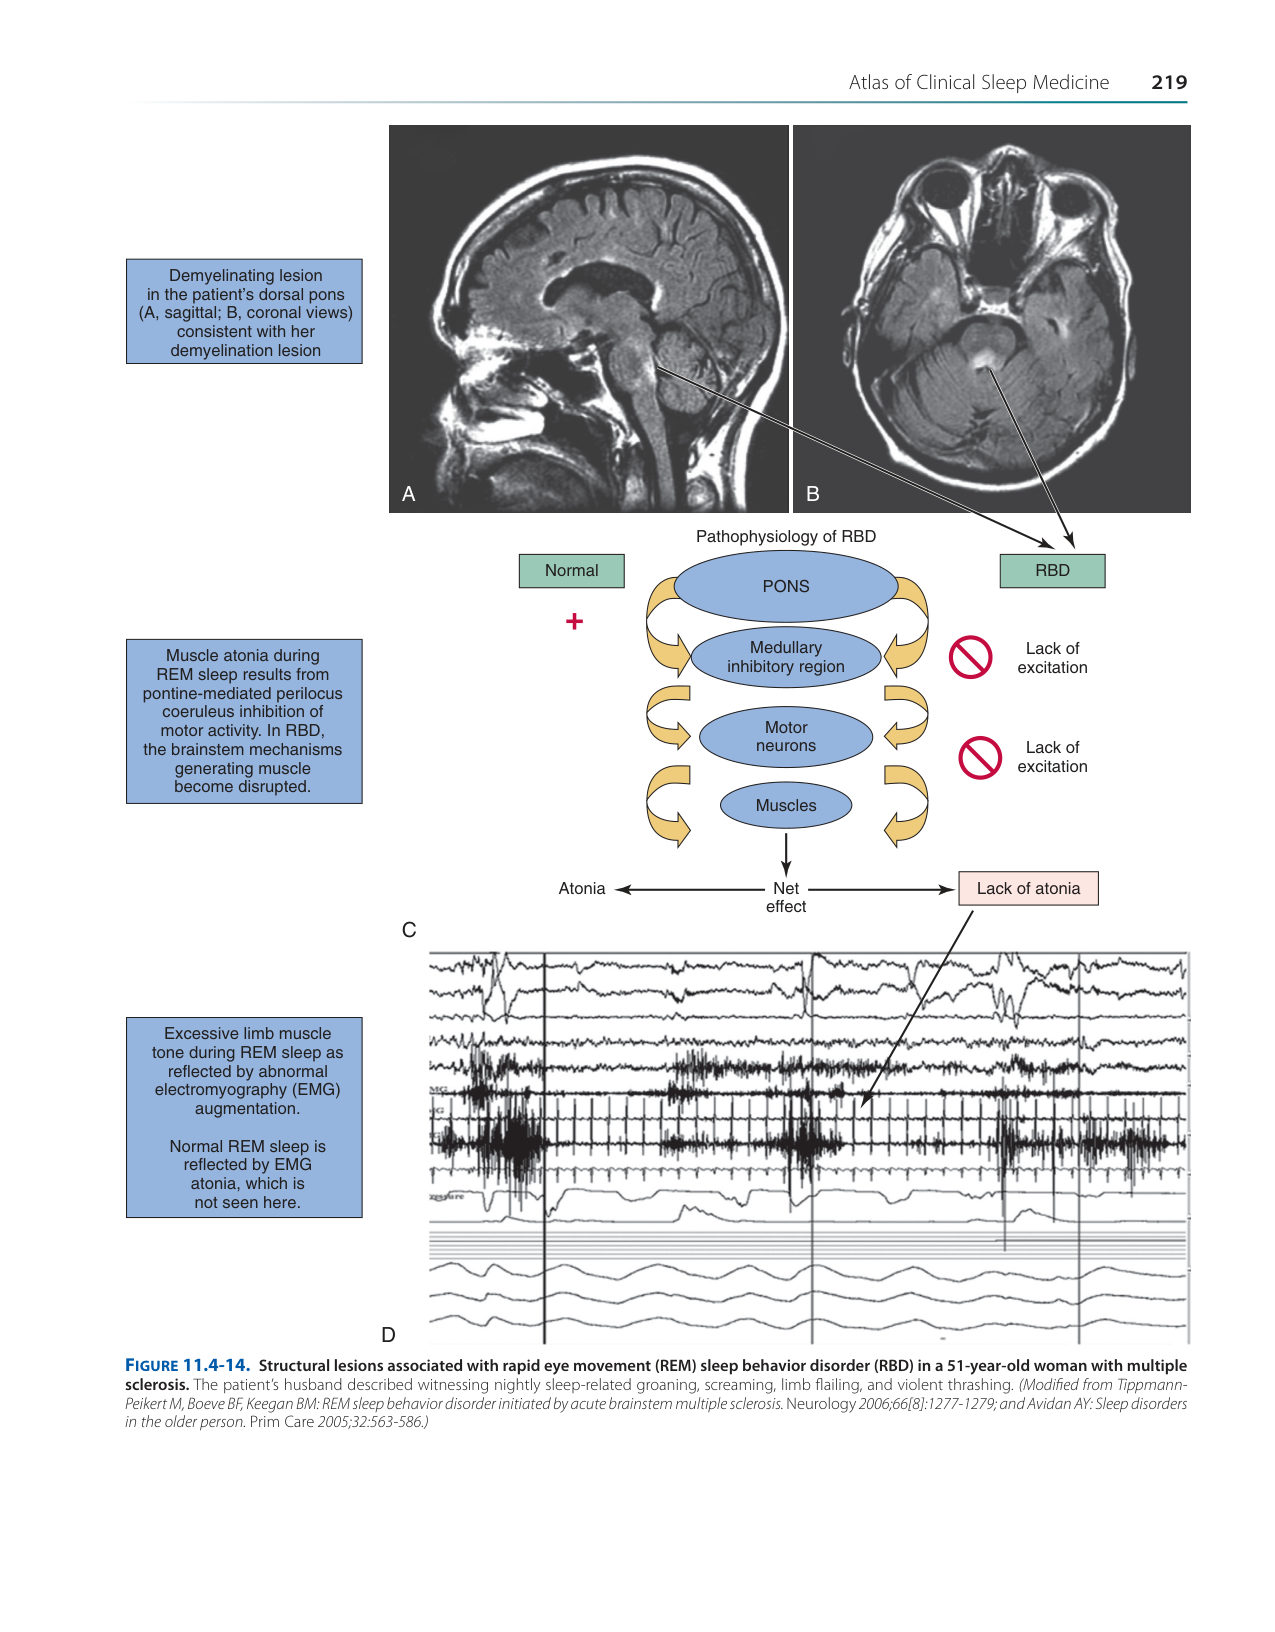 Atlas of Clinical Sleep Medicine 219
Demyelinating lesion
in the patient's dorsal pons
(A, sagittal; B, coronal views)
consistent with her
demyelination lesion
A
B
Pathophysiology of RBD
Normal
+
PONS
RBD
Medullary
inhibitory region
Lack of
excitation
Motor
neurons
Lack of
excitation
Muscles
Muscle atonia during
REM sleep results from
pontine-mediated perilocus
coeruleus inhibition of
motor activity. In RBD,
the brainstem mechanisms
generating muscle
become disrupted.
Atonia
Net
effect
Lack of atonia
C
Excessive limb muscle
tone during REM sleep as
reflected by abnormal
electromyography (EMG)
augmentation.
Normal REM sleep is
reflected by EMG
atonia, which is
not seen here.
D
FIGURE 11.4-14. Structural lesions associated with rapid eye movement (REM) sleep behavior disorder (RBD) in a 51-year-old woman with multiple
sclerosis. The patient's husband described witnessing nightly sleep-related groaning, screaming, limb flailing, and violent thrashing. (Modified from Tippmann-
Peikert M, Boeve BF, Keegan BM: REM sleep behavior disorder initiated by acute brainstem multiple sclerosis. Neurology 2006;66[8]:1277-1279; and Avidan AY: Sleep disorders
in the older person. Prim Care 2005;32:563-586.)